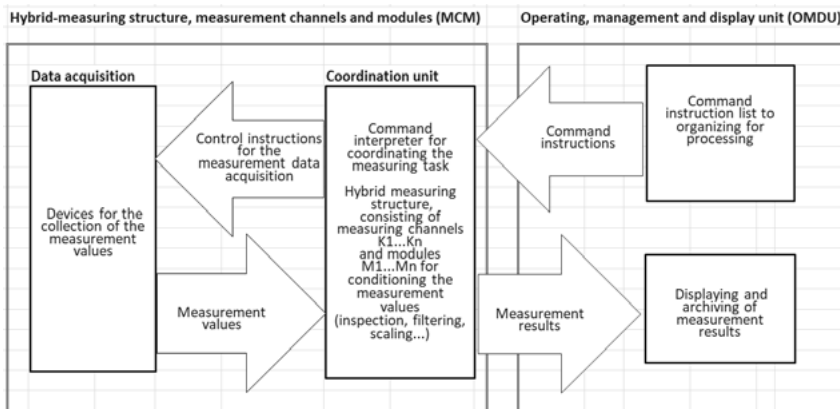 Hybrid-measuring structure, measurement channels and modules (MCM)
Operating, management and display unit (OMDU)
Data acquisition
Devices for the
collection of the
measurement
values
Control instructions
for the
measurement data
acquisition
Measurement
values
Coordination unit
Command
interpreter for
coordinating the
measuring task
Hybrid measuring
structure,
consisting of
measuring channels
K1...Kn
and modules
M1...Mn for
conditioning the
measurement
values
(inspection, filtering,
scaling...)
Command
instructions
Measurement
results
Command
instruction list to
organizing for
processing
Displaying and
archiving of
measurement
results